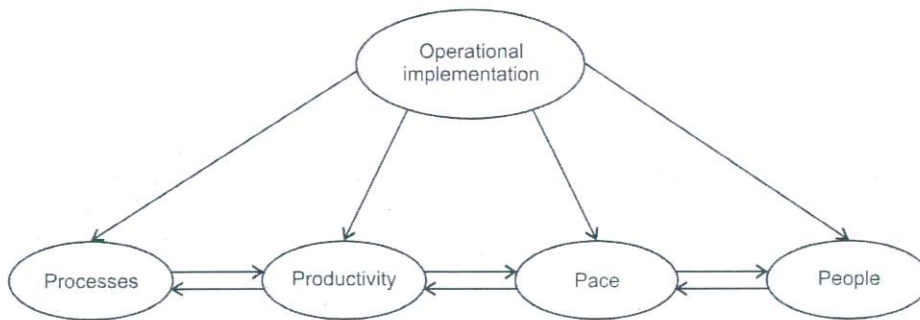 Operational
implementation
Processes
Productivity
Pace
People